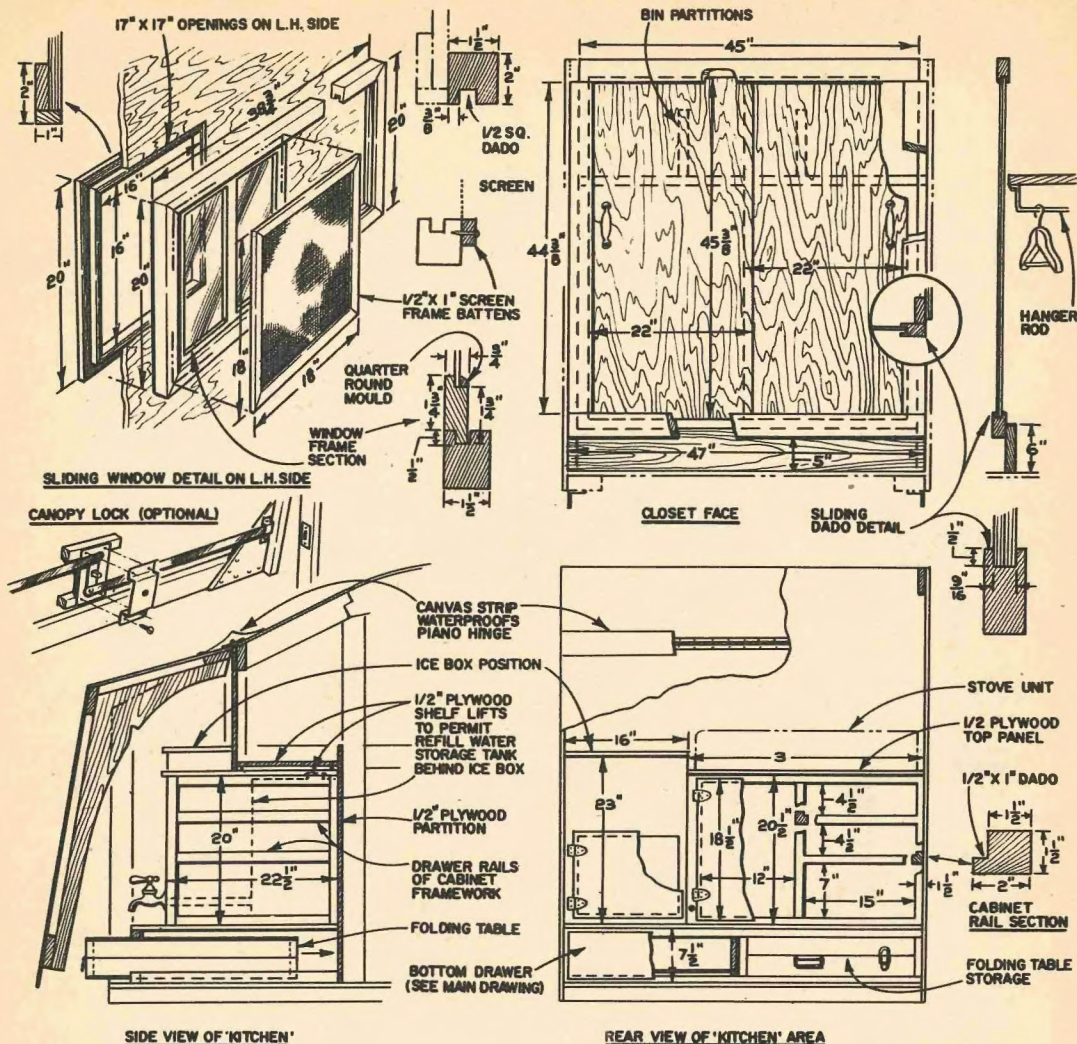 17" X 17" OPENINGS ON L.H. SIDE
1/2"
1"
38 3/4"
20"
16"
16"
20"
20"
18"
18"
1 1/2"
2"
3/8"
1/2 SQ.
DADO
SCREEN
1/2" X 1" SCREEN
FRAME BATTENS
QUARTER
ROUND
MOULD
WINDOW
FRAME
SECTION
1 3/4"
3/4"
1/2"
1 1/2"
SLIDING WINDOW DETAIL ON L.H. SIDE
BIN PARTITIONS
45"
44 3/8"
45 3/8"
22"
22"
47"
5"
CLOSET FACE
HANGER
ROD
6"
SLIDING
DADO DETAIL
1/2"
9/16"
CANOPY LOCK (OPTIONAL)
CANVAS STRIP
WATERPROOFS
PIANO HINGE
ICE BOX POSITION
1/2" PLYWOOD
SHELF LIFTS
TO PERMIT
REFILL WATER
STORAGE TANK
BEHIND ICE BOX
1/2" PLYWOOD
PARTITION
DRAWER RAILS
OF CABINET
FRAMEWORK
FOLDING TABLE
BOTTOM DRAWER
(SEE MAIN DRAWING)
20"
22 1/2"
SIDE VIEW OF 'KITCHEN'
16"
3
23"
18 1/2"
20 1/2"
12"
4 1/2"
4 1/2"
7"
15"
1 1/2"
7 1/2"
STOVE UNIT
1/2 PLYWOOD
TOP PANEL
1/2" X 1" DADO
1 1/2"
1 1/2"
2"
CABINET
RAIL SECTION
FOLDING TABLE
STORAGE
REAR VIEW OF 'KITCHEN' AREA